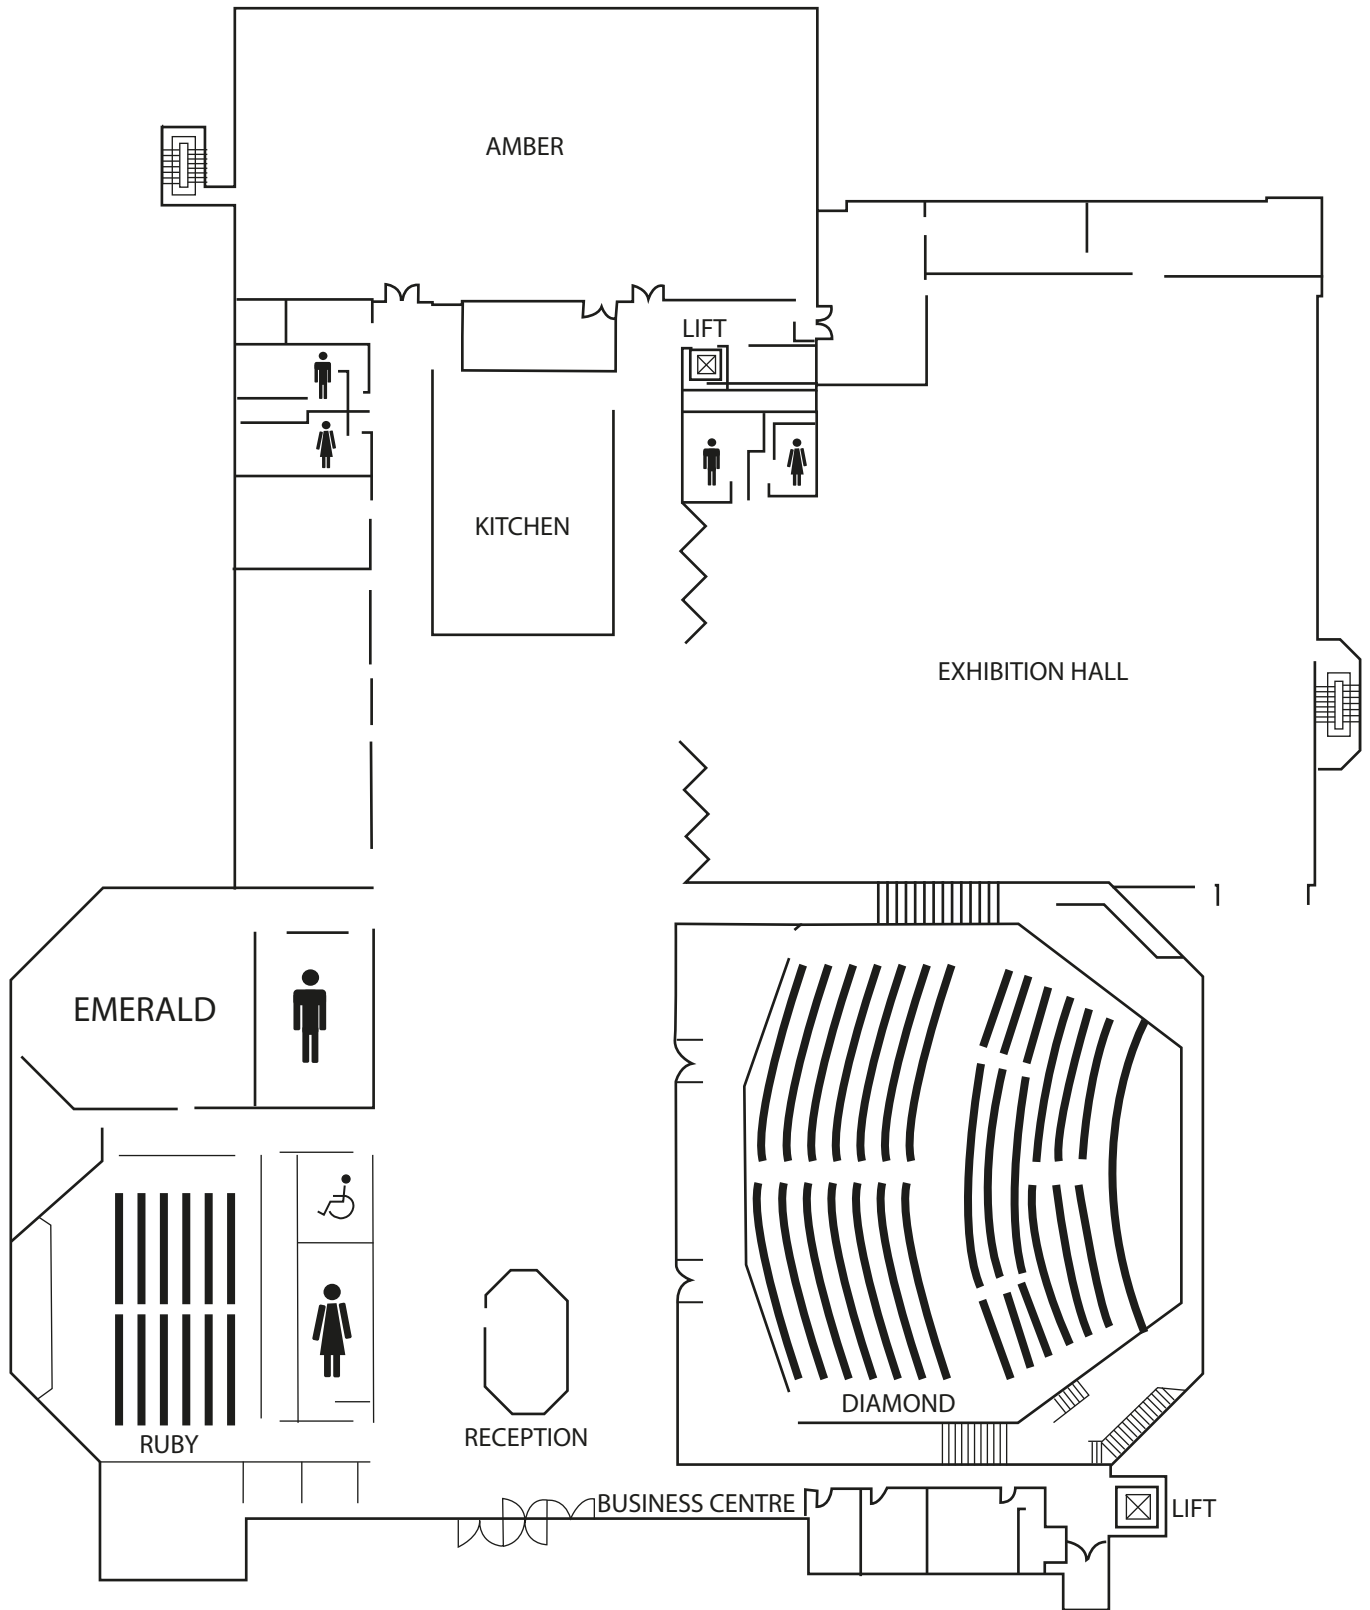 AMBER
LIFT
KITCHEN
EXHIBITION HALL
EMERALD
DIAMOND
RUBY
RECEPTION
BUSINESS CENTRE
LIFT